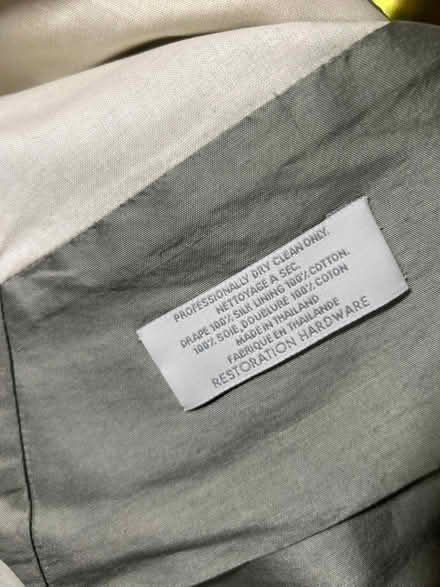 PROFESSIONALLY DRY CLEAN ONLY.
NETTOYAGE A SEC.
DRAPE 100% SILK LINING 100% COTTON.
100% SOIE, DOUBLURE 100% COTON
MADE IN THAILAND
FABRIQUE EN THAILANDE
RESTORATION HARDWARE